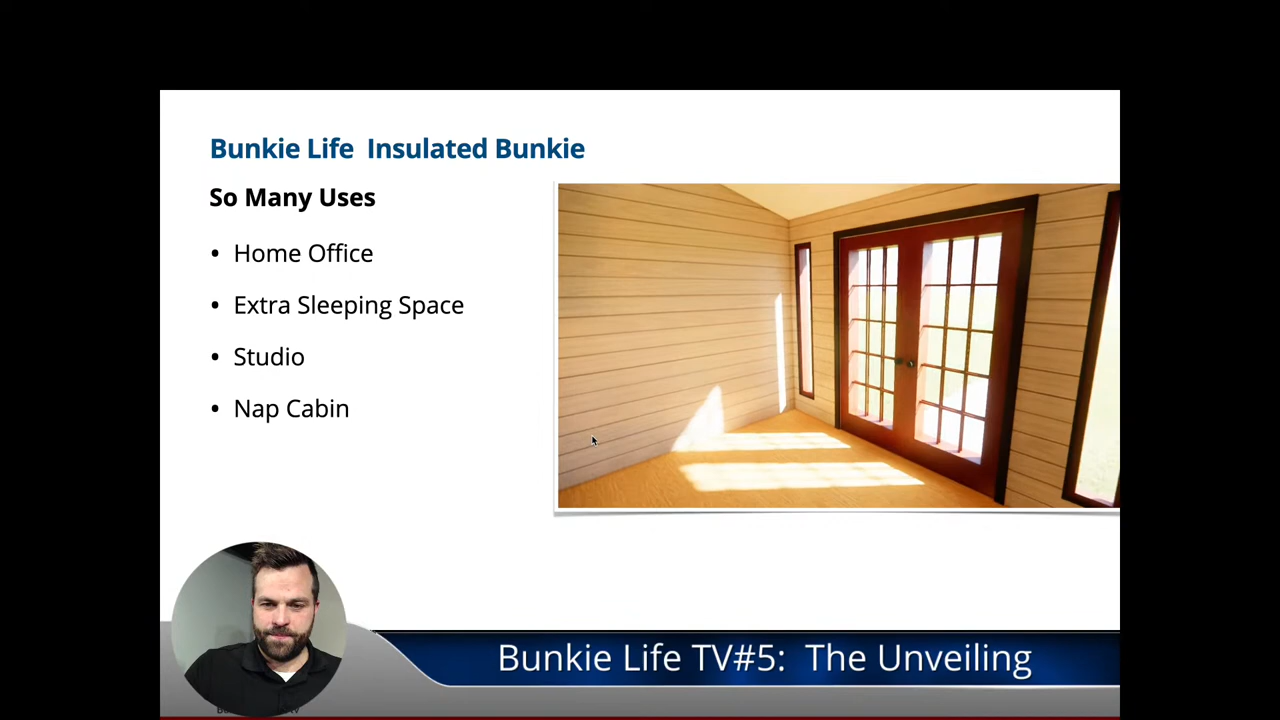 Bunkie Life Insulated Bunkie
So Many Uses
• Home Office
• Extra Sleeping Space
• Studio
• Nap Cabin
Bunkie Life TV#5: The Unveiling